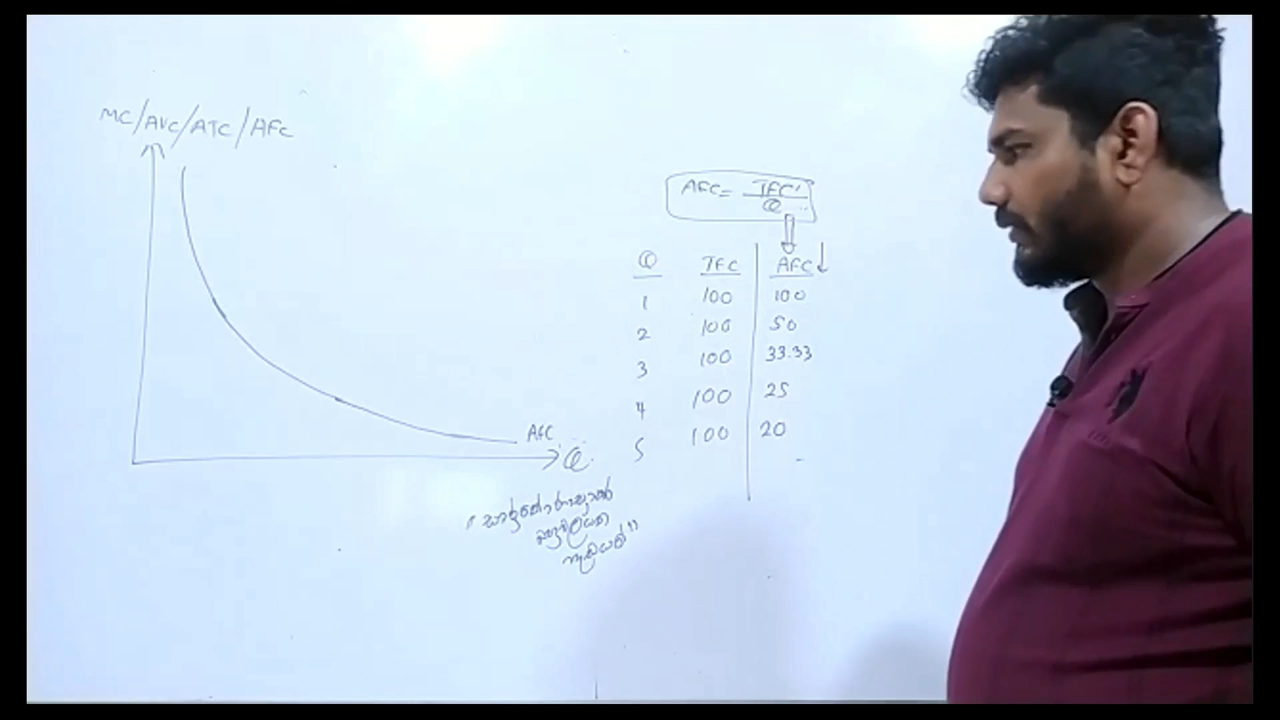 MC/AVC/ATC/AFC
AFC
Q
AFC = TFC
Q
Q TFC AFC↓
1 100 100
2 100 50
3 100 33.33
4 100 25
5 100 20